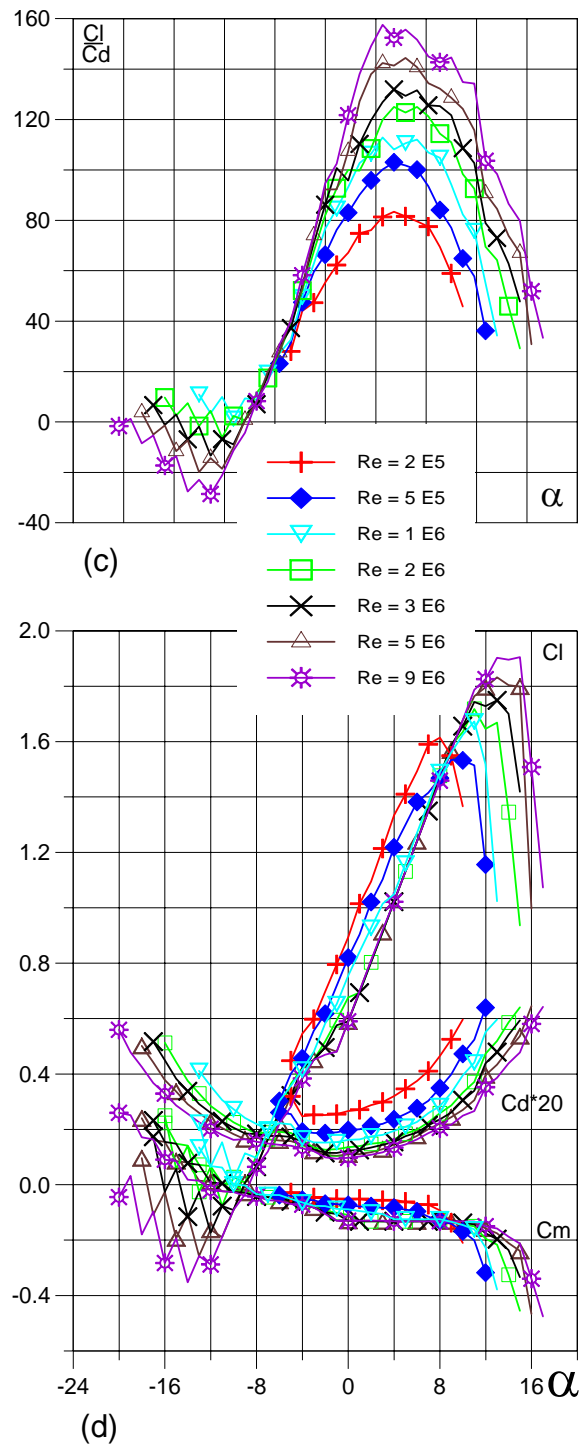 160
Cl
Cd
120
80
40
0
-40
α
(c)
Re = 2 E5
Re = 5 E5
Re = 1 E6
Re = 2 E6
Re = 3 E6
Re = 5 E6
Re = 9 E6
2.0
Cl
1.6
1.2
0.8
0.4
Cd*20
0.0
Cm
-0.4
-24 -16 -8 0 8 α 16
(d)